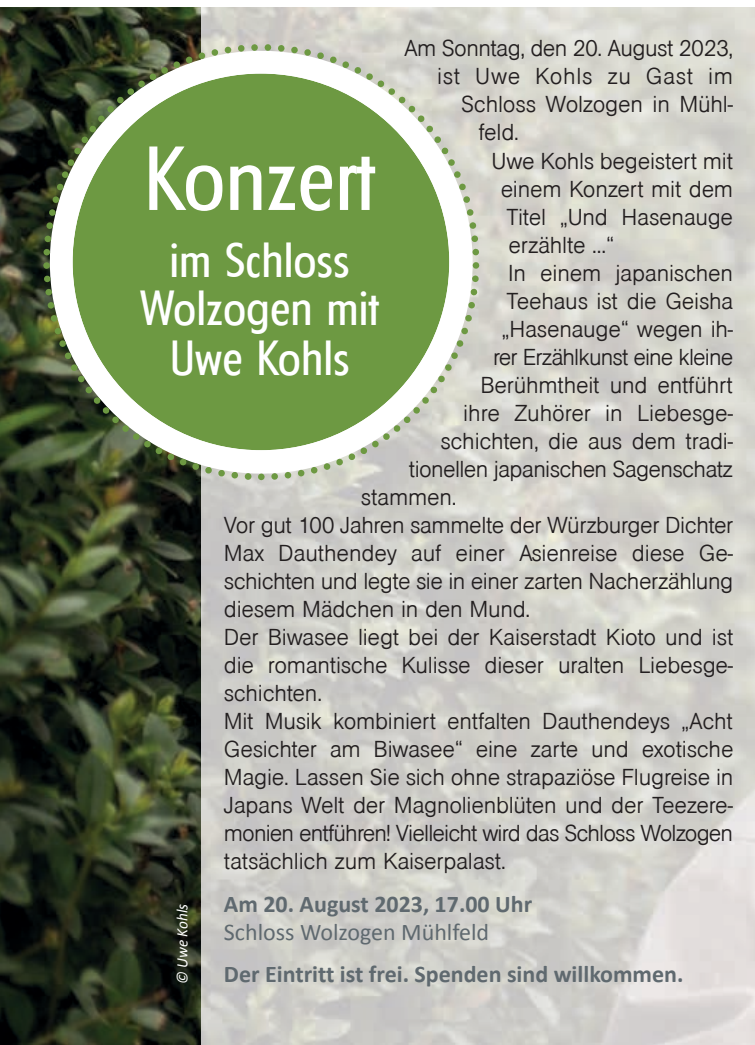 Konzert
im Schloss
Wolzogen mit
Uwe Kohls
Am Sonntag, den 20. August 2023,
ist Uwe Kohls zu Gast im
Schloss Wolzogen in Mühl-
feld.
Uwe Kohls begeistert mit
einem Konzert mit dem
Titel „Und Hasenauge
erzählte ...“
In einem japanischen
Teehaus ist die Geisha
„Hasenauge“ wegen ih-
rer Erzählkunst eine kleine
Berühmtheit und entführt
ihre Zuhörer in Liebesge-
schichten, die aus dem tradi-
tionellen japanischen Sagenschatz
stammen.
Vor gut 100 Jahren sammelte der Würzburger Dichter
Max Dauthendey auf einer Asienreise diese Ge-
schichten und legte sie in einer zarten Nacherzählung
diesem Mädchen in den Mund.
Der Biwasee liegt bei der Kaiserstadt Kioto und ist
die romantische Kulisse dieser uralten Liebesge-
schichten.
Mit Musik kombiniert entfalten Dauthendeys „Acht
Gesichter am Biwasee“ eine zarte und exotische
Magie. Lassen Sie sich ohne strapaziöse Flugreise in
Japans Welt der Magnolienblüten und der Teezere-
monien entführen! Vielleicht wird das Schloss Wolzogen
tatsächlich zum Kaiserpalast.
Am 20. August 2023, 17.00 Uhr
Schloss Wolzogen Mühlfeld
Der Eintritt ist frei. Spenden sind willkommen.
© Uwe Kohls